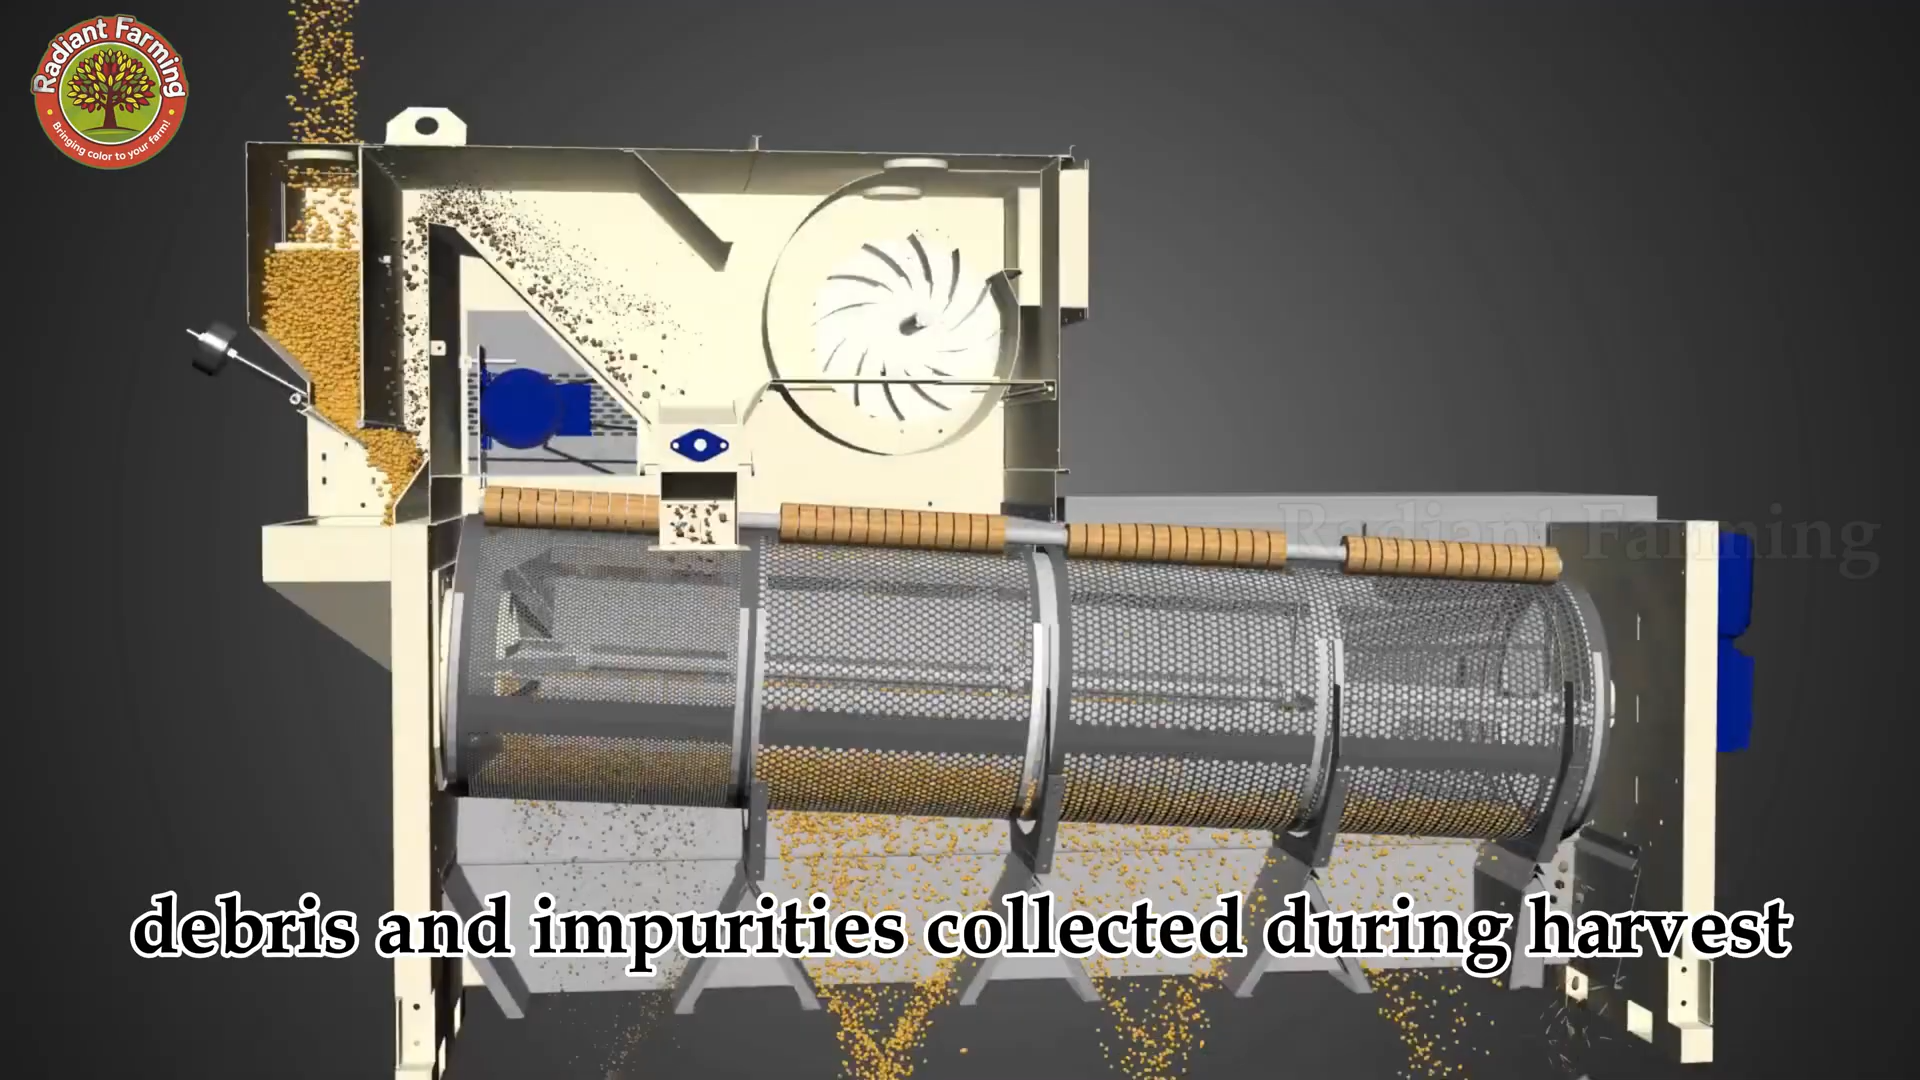 Radiant Farming
Bringing color to your farm!
Radiant Farming
debris and impurities collected during harvest